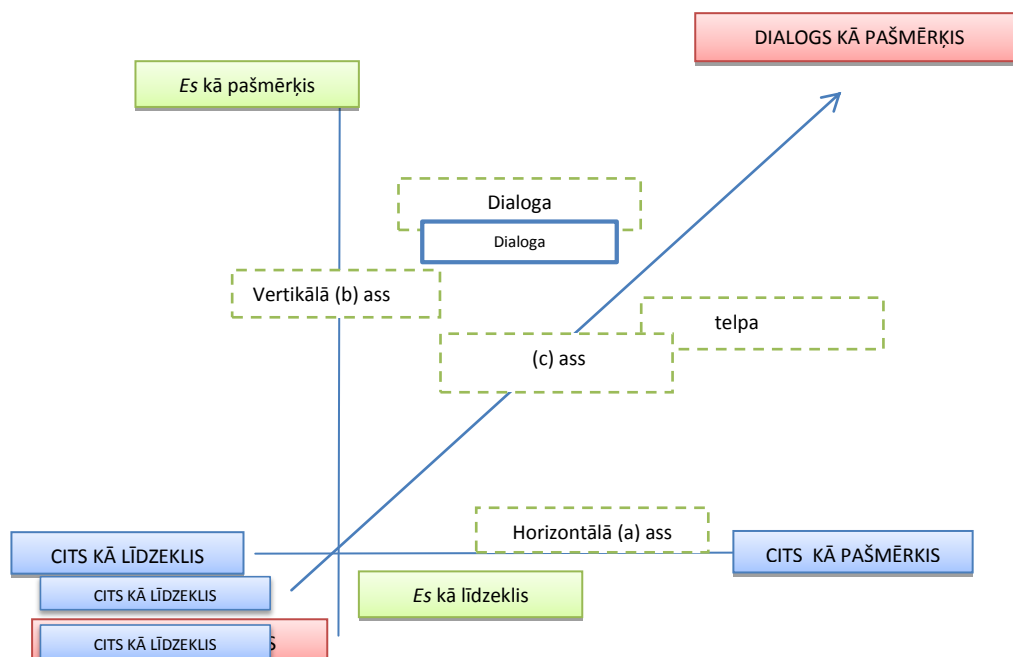 DIALOGS KĀ PAŠMĒRĶIS
Es kā pašmērķis
Dialoga
Dialoga
Vertikālā (b) ass
telpa
(c) ass
Horizontālā (a) ass
CITS KĀ LĪDZEKLIS
CITS KĀ PAŠMĒRKIS
CITS KĀ LĪDZEKLIS
Es kā līdzeklis
CITS KĀ LĪDZEKLIS